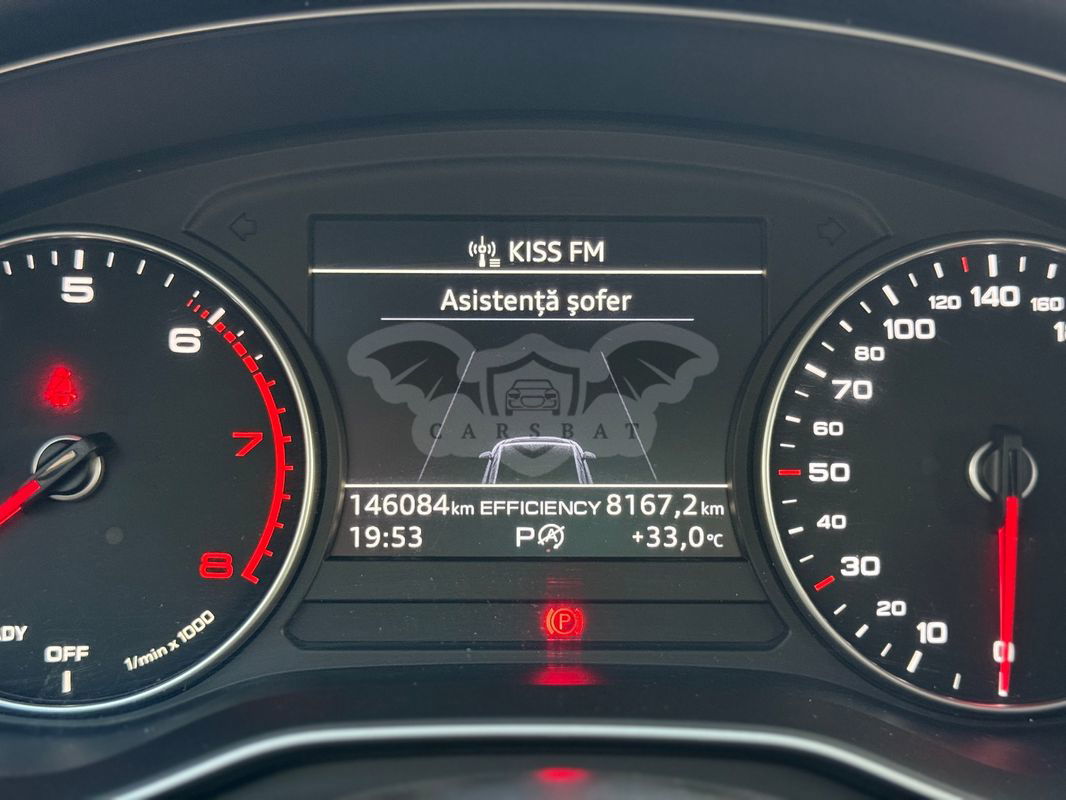 KISS FM
Asistență șofer
CARSBAT
146084km EFFICIENCY 8167,2km
19:53 P A +33,0°C
P
5
6
7
8
DY
OFF
1/min x 1000
0
10
20
30
40
50
60
70
80
100
120
140
160